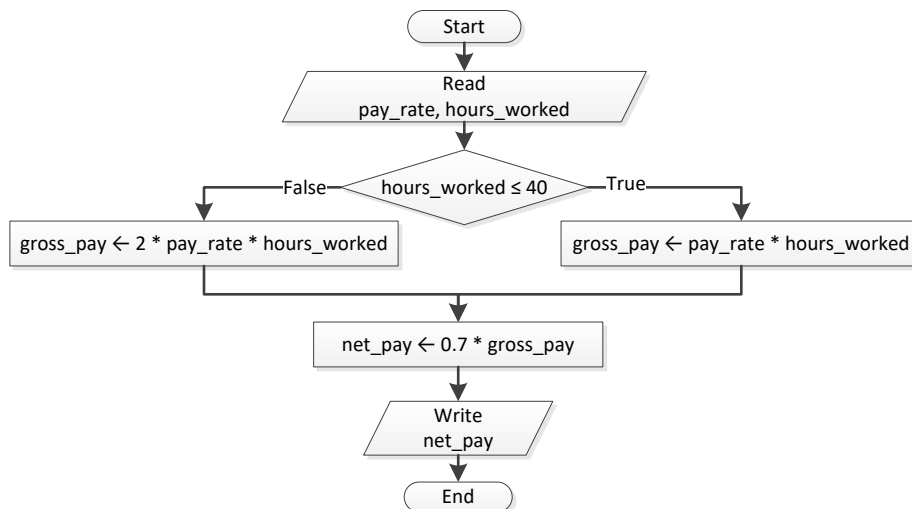 Start
Read
pay_rate, hours_worked
hours_worked ≤ 40
False
True
gross_pay ← 2 * pay_rate * hours_worked
gross_pay ← pay_rate * hours_worked
net_pay ← 0.7 * gross_pay
Write
net_pay
End